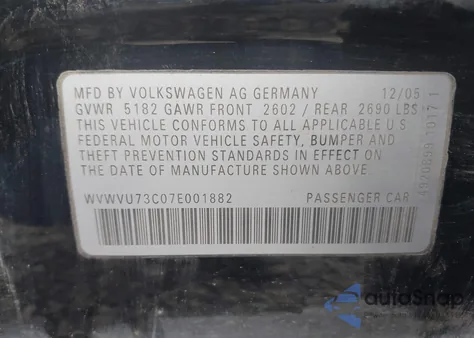 MFD BY VOLKSWAGEN AG GERMANY 12/05
GVWR 5182 GAWR FRONT 2602 / REAR 2690 LBS
THIS VEHICLE CONFORMS TO ALL APPLICABLE U S
FEDERAL MOTOR VEHICLE SAFETY, BUMPER AND
THEFT PREVENTION STANDARDS IN EFFECT ON
THE DATE OF MANUFACTURE SHOWN ABOVE.
WVWVU73C07E001882 PASSENGER CAR
autoSnap